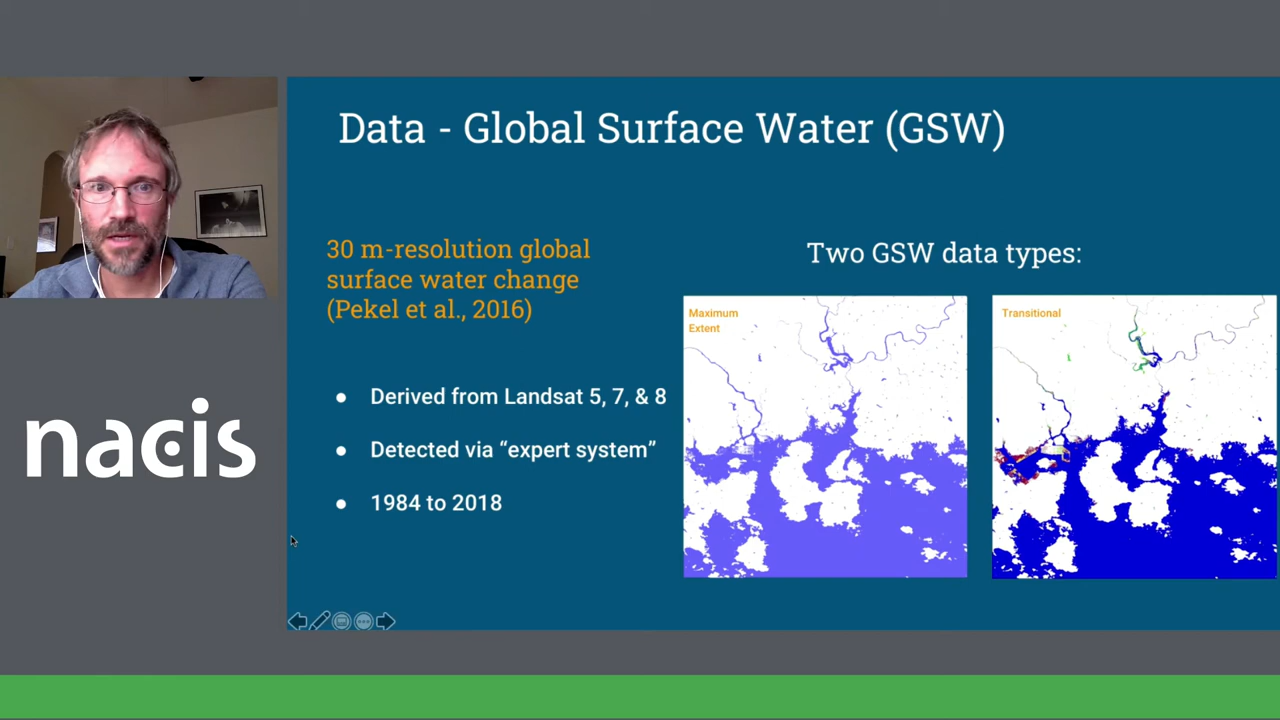 Data - Global Surface Water (GSW)
30 m-resolution global
surface water change
(Pekel et al., 2016)
● Derived from Landsat 5, 7, & 8
● Detected via “expert system”
● 1984 to 2018
Two GSW data types:
Maximum
Extent
Transitional
nacis